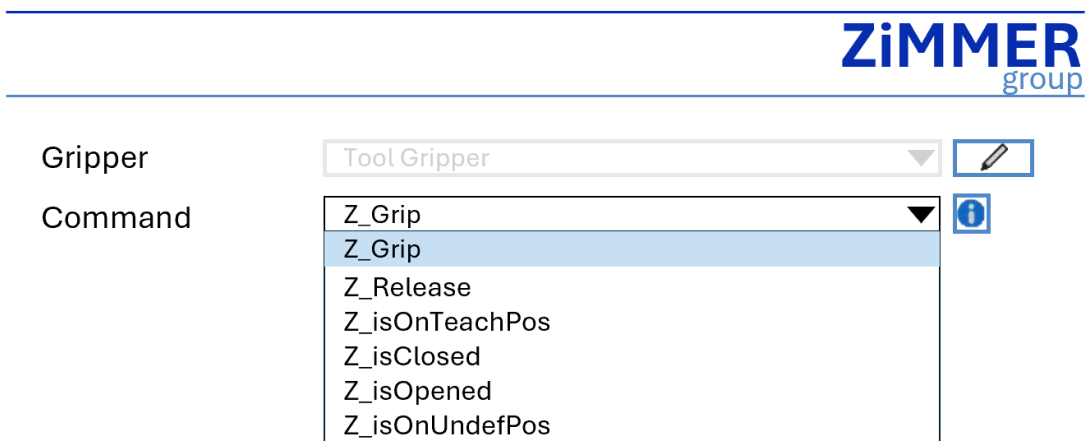 ZiMMER
group
Gripper Tool Gripper
Command Z_Grip
Z_Grip
Z_Release
Z_isOnTeachPos
Z_isClosed
Z_isOpened
Z_isOnUndefPos